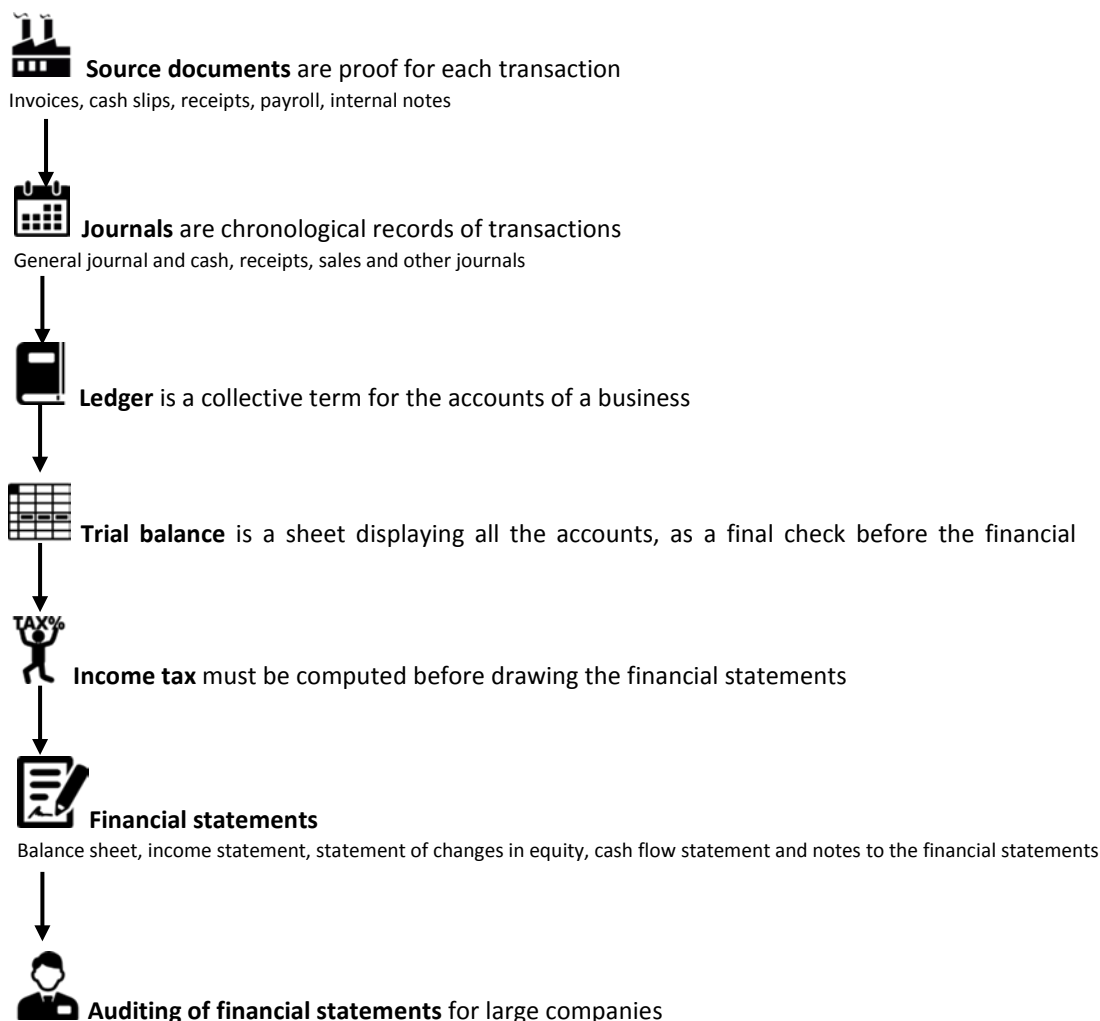 Source documents are proof for each transaction
Invoices, cash slips, receipts, payroll, internal notes
Journals are chronological records of transactions
General journal and cash, receipts, sales and other journals
Ledger is a collective term for the accounts of a business
Trial balance is a sheet displaying all the accounts, as a final check before the financial
TAX%
Income tax must be computed before drawing the financial statements
Financial statements
Balance sheet, income statement, statement of changes in equity, cash flow statement and notes to the financial statements
Auditing of financial statements for large companies